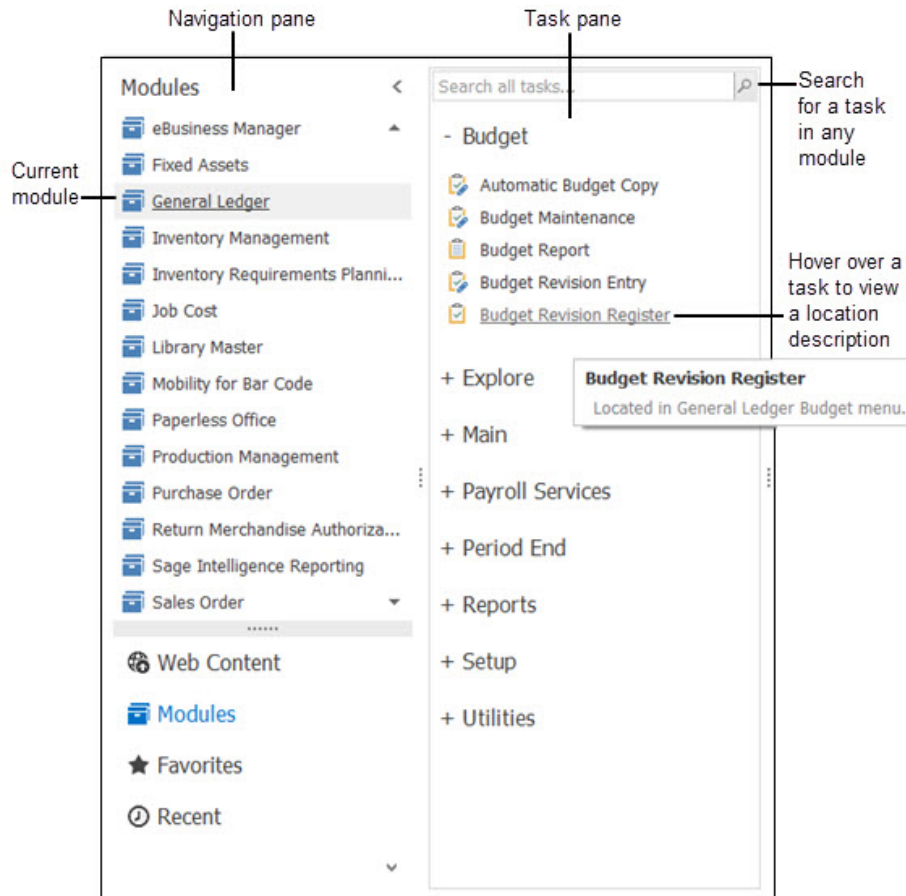 Navigation pane
Task pane
Modules
Search all tasks...
Search
for a task
in any
module
eBusiness Manager
Fixed Assets
Current
module
General Ledger
Inventory Management
Inventory Requirements Planni...
Job Cost
Library Master
Mobility for Bar Code
Paperless Office
Production Management
Purchase Order
Return Merchandise Authoriza...
Sage Intelligence Reporting
Sales Order
Web Content
Modules
Favorites
Recent
- Budget
Automatic Budget Copy
Budget Maintenance
Budget Report
Budget Revision Entry
Budget Revision Register
Hover over a
task to view
a location
description
Budget Revision Register
Located in General Ledger Budget menu.
+ Explore
+ Main
+ Payroll Services
+ Period End
+ Reports
+ Setup
+ Utilities